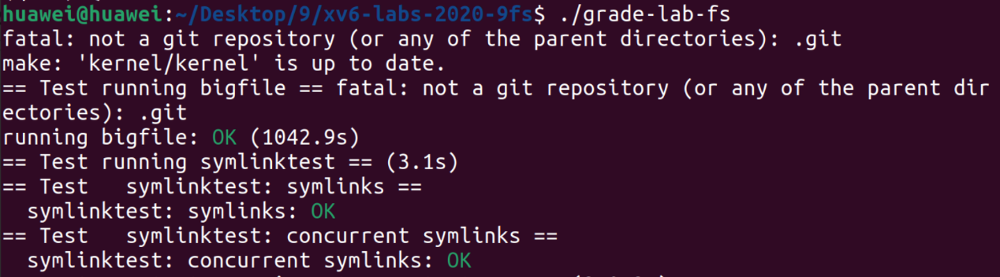 huawei@huawei:~/Desktop/9/xv6-labs-2020-9fs$ ./grade-lab-fs
fatal: not a git repository (or any of the parent directories): .git
make: 'kernel/kernel' is up to date.
== Test running bigfile == fatal: not a git repository (or any of the parent dir
ectories): .git
running bigfile: OK (1042.9s)
== Test running symlinktest == (3.1s)
== Test   symlinktest: symlinks ==
  symlinktest: symlinks: OK
== Test   symlinktest: concurrent symlinks ==
  symlinktest: concurrent symlinks: OK